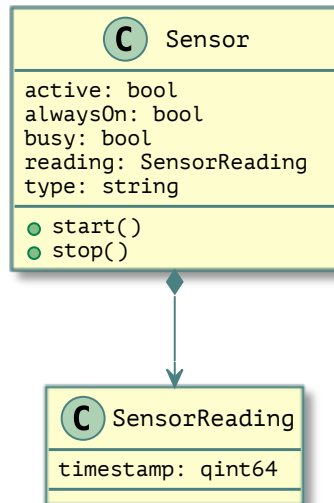 C Sensor
active: bool
alwaysOn: bool
busy: bool
reading: SensorReading
type: string
start()
stop()
C SensorReading
timestamp: qint64